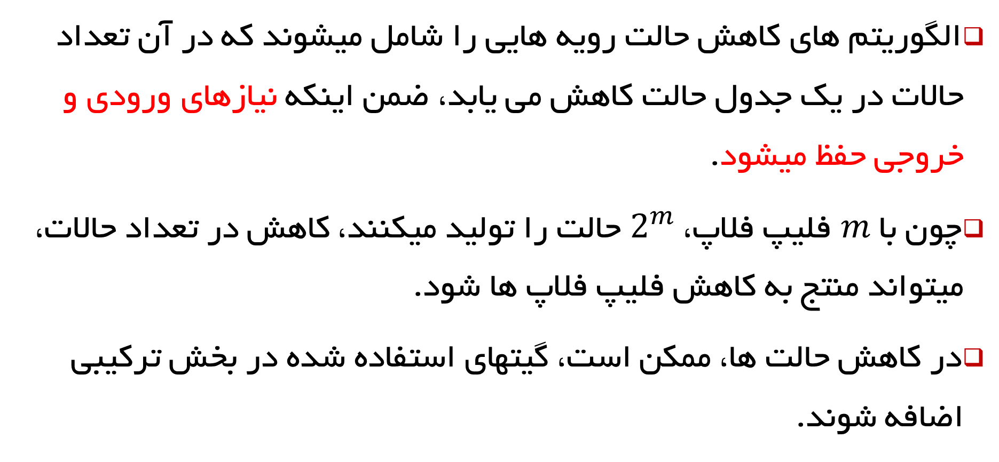 ❑الگوریتم های کاهش حالت رویه هایی را شامل میشوند که در آن تعداد
حالات در یک جدول حالت کاهش می یابد، ضمن اینکه نیازهای ورودی و
خروجی حفظ میشود.
❑چون با m فلیپ فلاپ، 2^m حالت را تولید میکنند، کاهش در تعداد حالات،
میتواند منتج به کاهش فلیپ فلاپ ها شود.
❑در کاهش حالت ها، ممکن است، گیتهای استفاده شده در بخش ترکیبی
اضافه شوند.